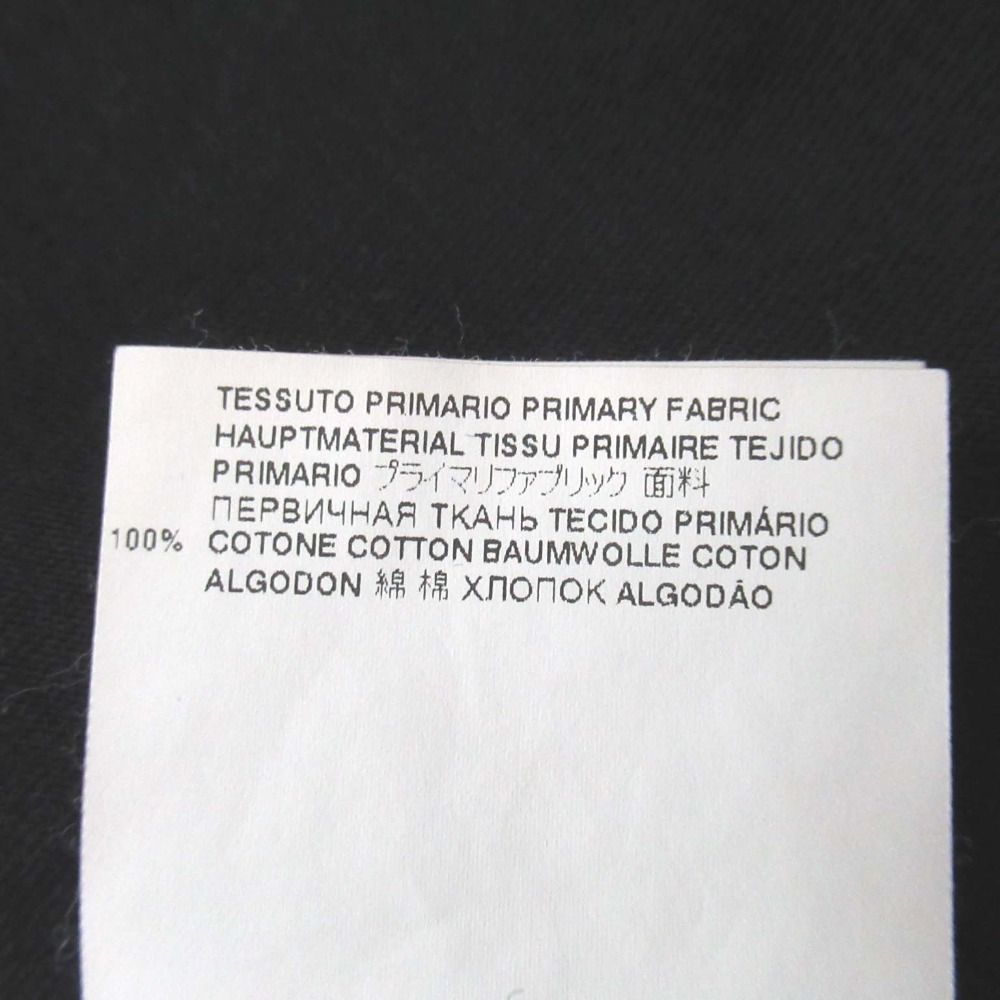 TESSUTO PRIMARIO PRIMARY FABRIC
HAUPTMATERIAL TISSU PRIMAIRE TEJIDO
PRIMARIO プライマリファブリック 面料
ПЕРВИЧНАЯ ТКАНЬ TECIDO PRIMÁRIO
100% COTONE COTTON BAUMWOLLE COTON
ALGODON 綿 棉 ХЛОПОК ALGODÃO